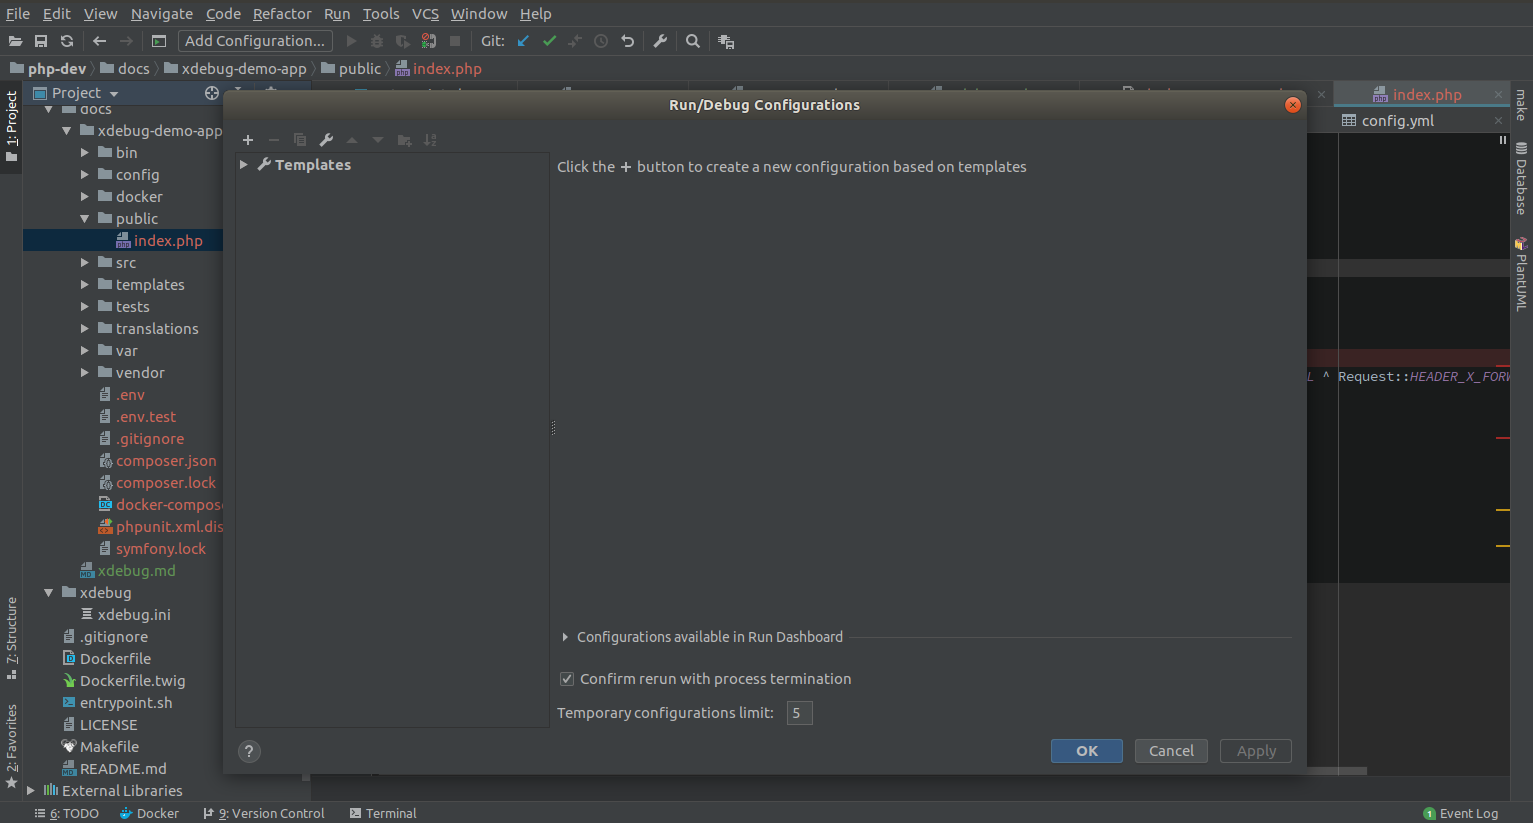 File Edit View Navigate Code Refactor Run Tools VCS Window Help
Add Configuration... Git:
php-dev docs xdebug-demo-app public index.php
1: Project
Project
docs
xdebug-demo-app
bin
config
docker
public
index.php
src
templates
tests
translations
var
vendor
.env
.env.test
.gitignore
composer.json
composer.lock
docker-compos
phpunit.xml.dis
symfony.lock
xdebug.md
xdebug
xdebug.ini
.gitignore
Dockerfile
Dockerfile.twig
entrypoint.sh
LICENSE
Makefile
README.md
External Libraries
7: Structure
2: Favorites
Run/Debug Configurations
Templates
Click the + button to create a new configuration based on templates
Configurations available in Run Dashboard
Confirm rerun with process termination
Temporary configurations limit: 5
? OK Cancel Apply
index.php
config.yml
L ^ Request::HEADER_X_FORW
make
Database
PlantUML
6: TODO Docker 9: Version Control Terminal 1 Event Log